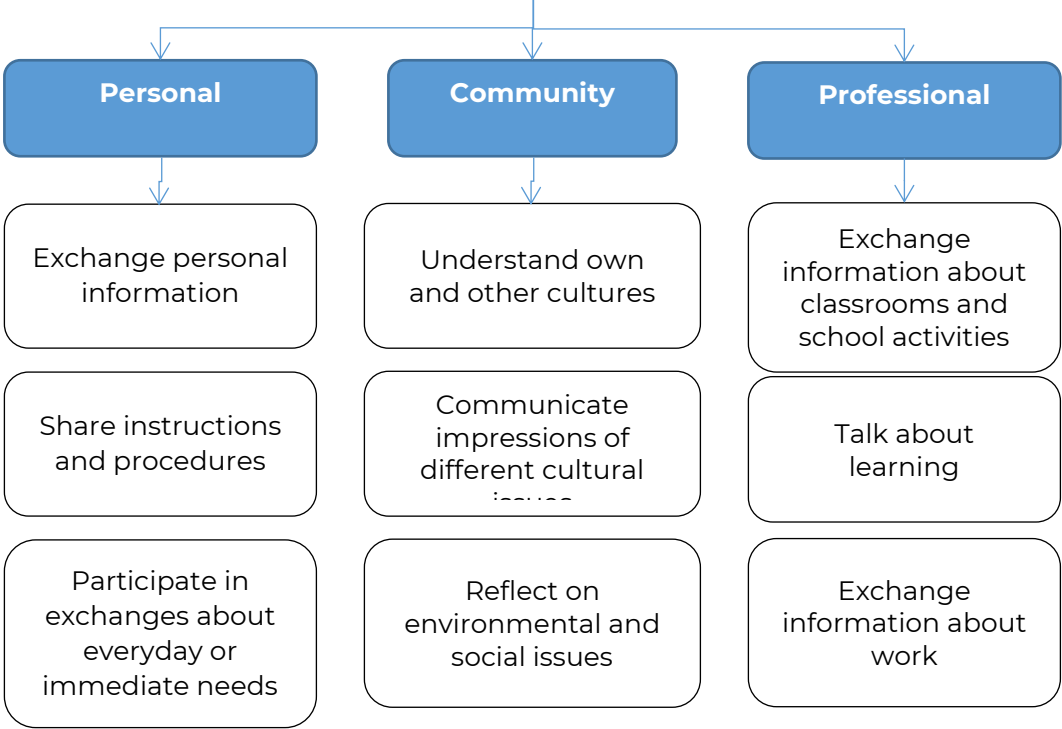 Personal
Exchange personal
information
Share instructions
and procedures
Participate in
exchanges about
everyday or
immediate needs
Community
Understand own
and other cultures
Communicate
impressions of
different cultural
issues
Reflect on
environmental and
social issues
Professional
Exchange
information about
classrooms and
school activities
Talk about
learning
Exchange
information about
work